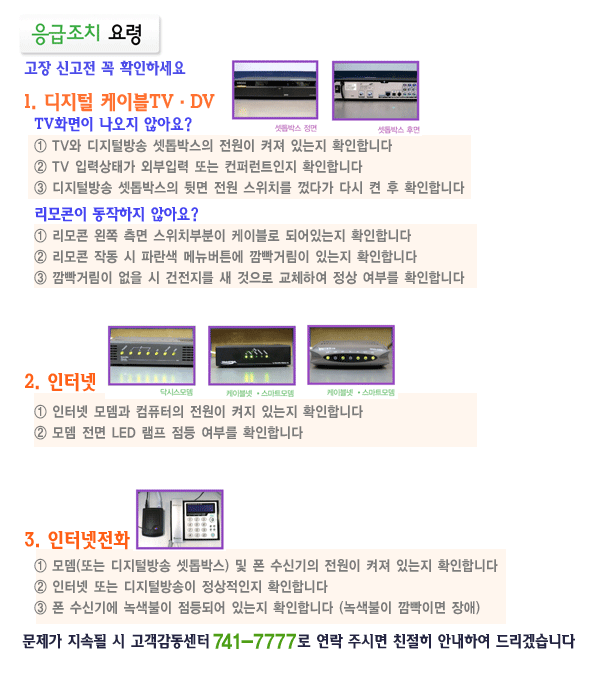 응급조치 요령
고장 신고전 꼭 확인하세요
1. 디지털 케이블TV · DV
TV화면이 나오지 않아요?
셋톱박스 정면
셋톱박스 후면
① TV와 디지털방송 셋톱박스의 전원이 켜져 있는지 확인합니다
② TV 입력상태가 외부입력 또는 컨퍼런트인지 확인합니다
③ 디지털방송 셋톱박스의 뒷면 전원 스위치를 껐다가 다시 켠 후 확인합니다
리모콘이 동작하지 않아요?
① 리모콘 왼쪽 측면 스위치부분이 케이블로 되어있는지 확인합니다
② 리모콘 작동 시 파란색 메뉴버튼에 깜빡거림이 있는지 확인합니다
③ 깜빡거림이 없을 시 건전지를 새 것으로 교체하여 정상 여부를 확인합니다
2. 인터넷
닥시스모뎀
케이블넷 •스마트모뎀
케이블넷 •스마트모뎀
① 인터넷 모뎀과 컴퓨터의 전원이 켜지 있는지 확인합니다
② 모뎀 전면 LED 램프 점등 여부를 확인합니다
3. 인터넷전화
① 모뎀(또는 디지털방송 셋톱박스) 및 폰 수신기의 전원이 켜져 있는지 확인합니다
② 인터넷 또는 디지털방송이 정상적인지 확인합니다
③ 폰 수신기에 녹색불이 점등되어 있는지 확인합니다 (녹색불이 깜빡이면 장애)
문제가 지속될 시 고객감동센터 741-7777로 연락 주시면 친절히 안내하여 드리겠습니다